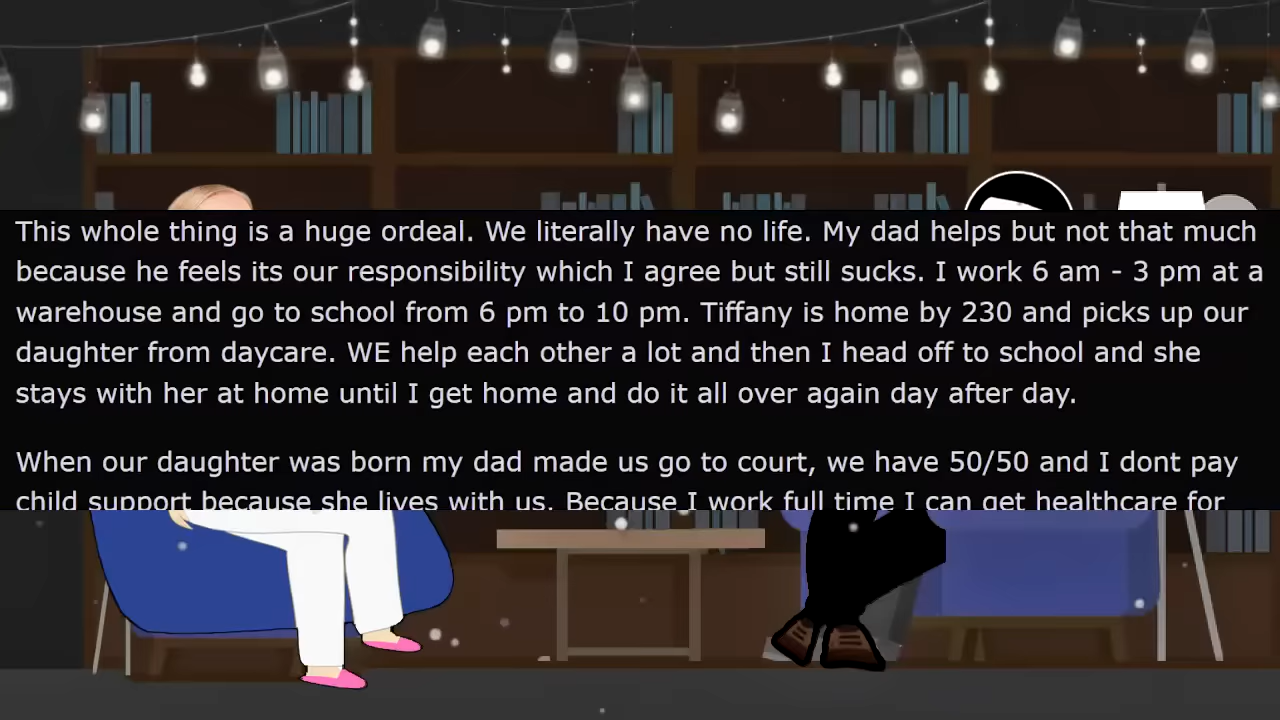 This whole thing is a huge ordeal. We literally have no life. My dad helps but not that much
because he feels its our responsibility which I agree but still sucks. I work 6 am - 3 pm at a
warehouse and go to school from 6 pm to 10 pm. Tiffany is home by 230 and picks up our
daughter from daycare. WE help each other a lot and then I head off to school and she
stays with her at home until I get home and do it all over again day after day.
When our daughter was born my dad made us go to court, we have 50/50 and I dont pay
child support because she lives with us. Because I work full time I can get healthcare for